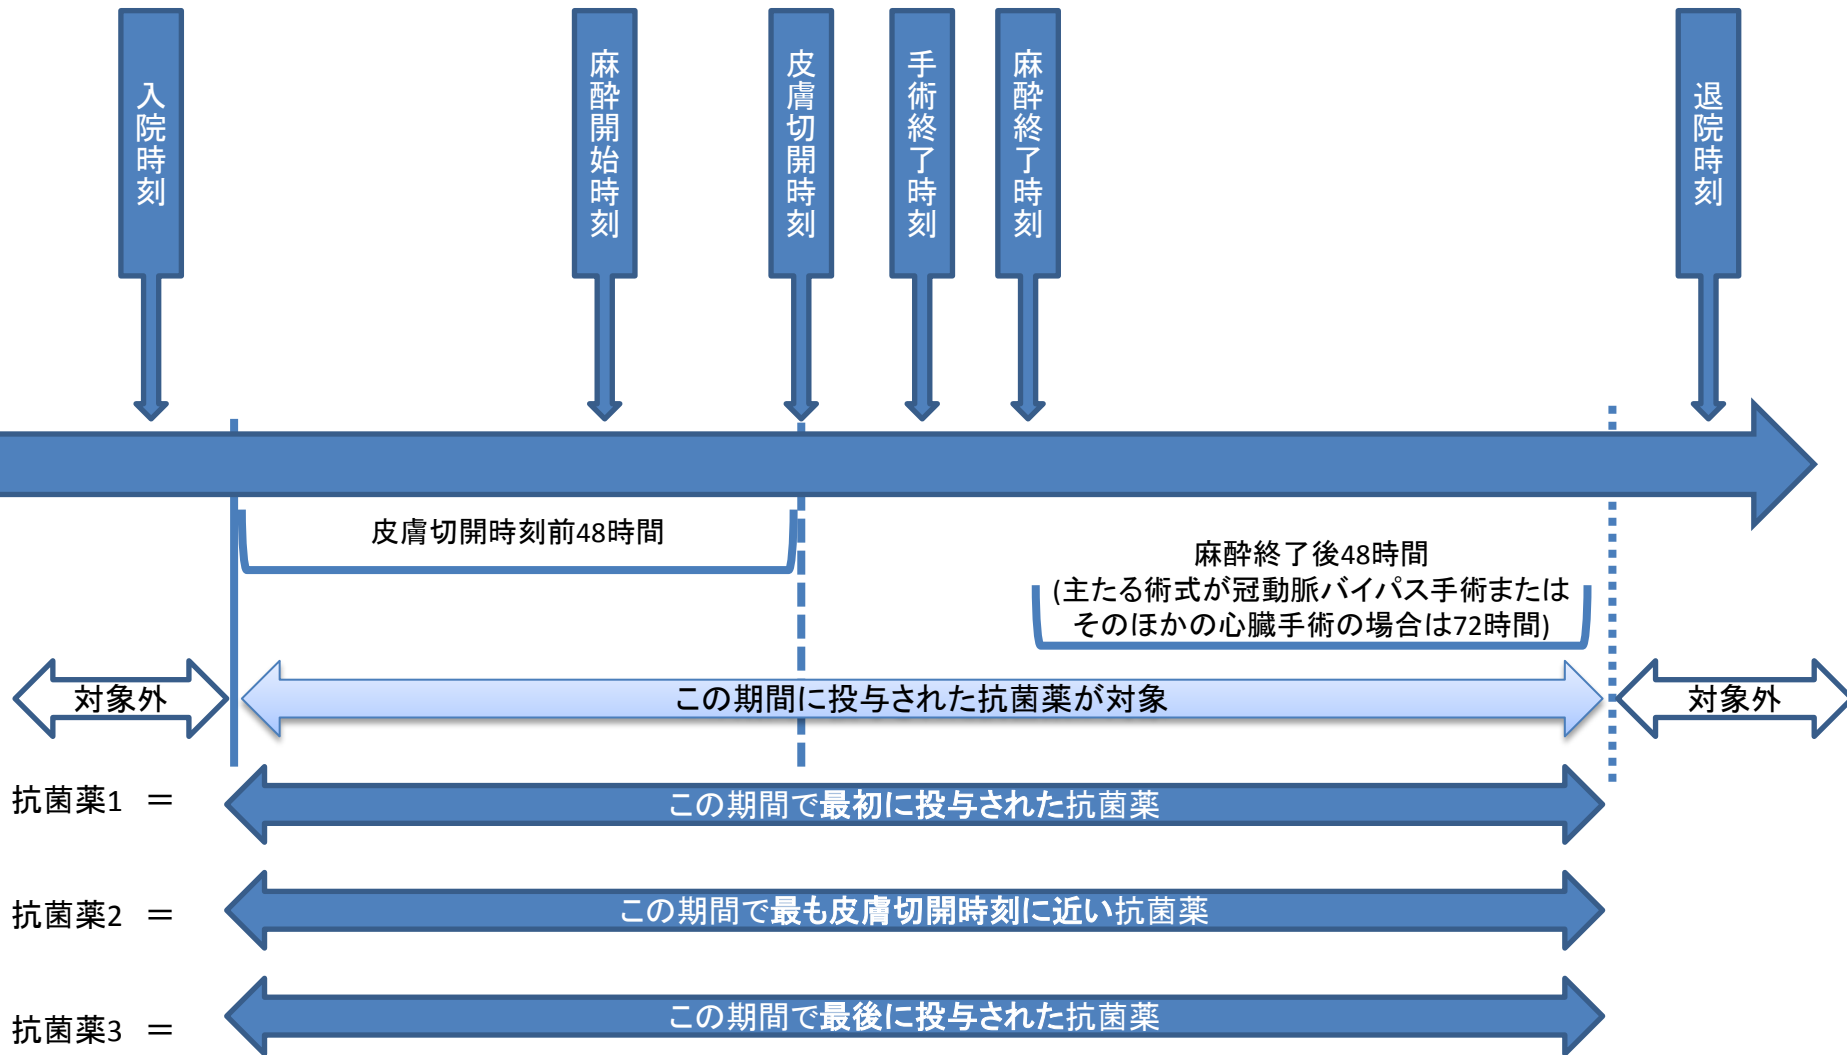 入院時刻
麻酔開始時刻
皮膚切開時刻
手術終了時刻
麻酔終了時刻
退院時刻
皮膚切開時刻前48時間
麻酔終了後48時間
(主たる術式が冠動脈バイパス手術または
そのほかの心臓手術の場合は72時間)
対象外
この期間に投与された抗菌薬が対象
対象外
抗菌薬1 ＝
この期間で最初に投与された抗菌薬
抗菌薬2 ＝
この期間で最も皮膚切開時刻に近い抗菌薬
抗菌薬3 ＝
この期間で最後に投与された抗菌薬